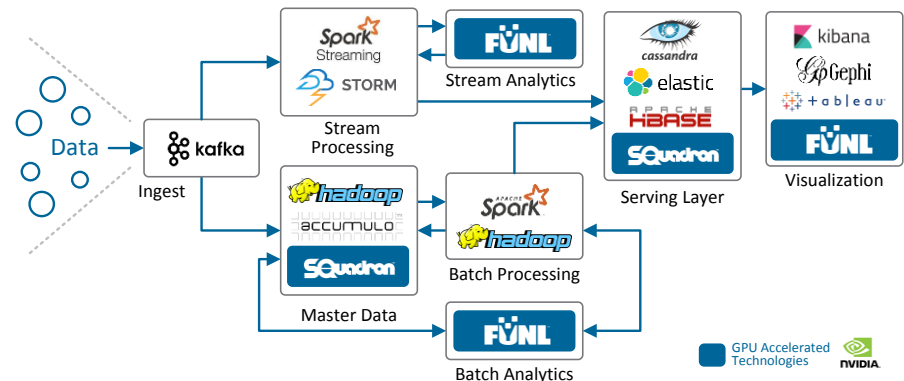 Data
kafka
Ingest
Spark
Streaming
STORM
Stream
Processing
FUNL
Stream Analytics
hadoop
accumulo
SQuadron
Master Data
APACHE
Spark
hadoop
Batch Processing
FUNL
Batch Analytics
cassandra
elastic
APACHE
HBASE
SQuadron
Serving Layer
kibana
Gephi
+ableau
FUNL
Visualization
GPU Accelerated
Technologies
NVIDIA